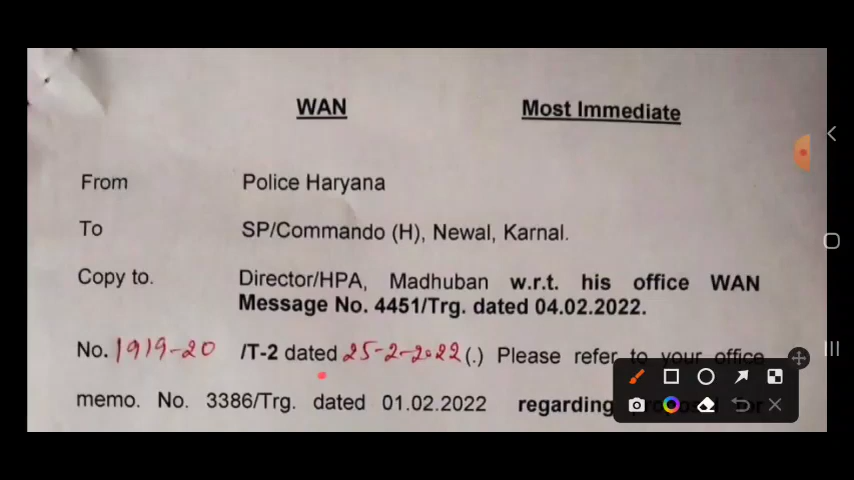 WAN Most Immediate
From Police Haryana
To SP/Commando (H), Newal, Karnal.
Copy to. Director/HPA, Madhuban w.r.t. his office WAN
Message No. 4451/Trg. dated 04.02.2022.
No. 1919-20 /T-2 dated 25-2-2022 (.) Please refer to your office
memo. No. 3386/Trg. dated 01.02.2022 regarding